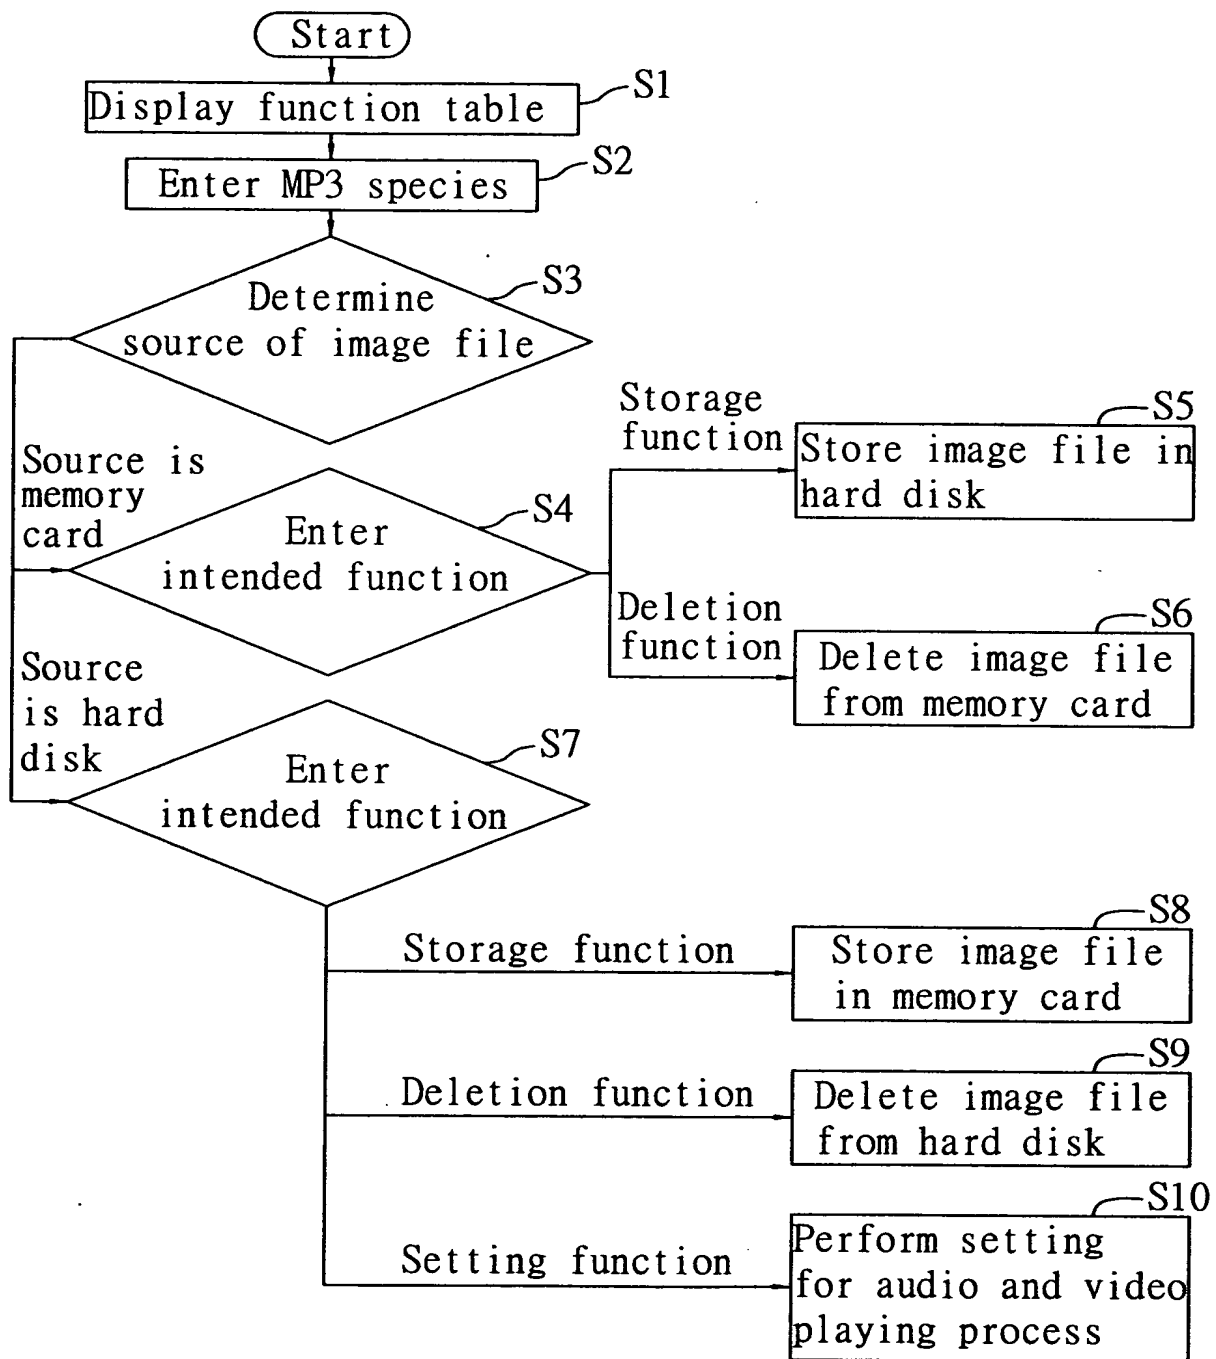 Start
S1
Display function table
S2
Enter MP3 species
S3
Determine
source of image file
Source is
memory
card
S4
Enter
intended function
Storage
function
S5
Store image file in
hard disk
Deletion
function
S6
Delete image file
from memory card
Source
is hard
disk
S7
Enter
intended function
Storage function
S8
Store image file
in memory card
Deletion function
S9
Delete image file
from hard disk
Setting function
S10
Perform setting
for audio and video
playing process